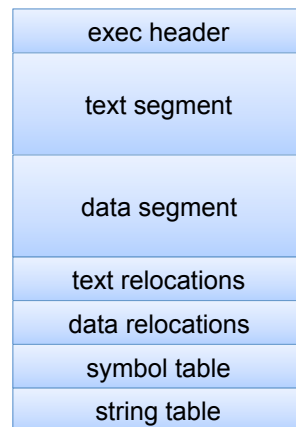 exec header
text segment
data segment
text relocations
data relocations
symbol table
string table